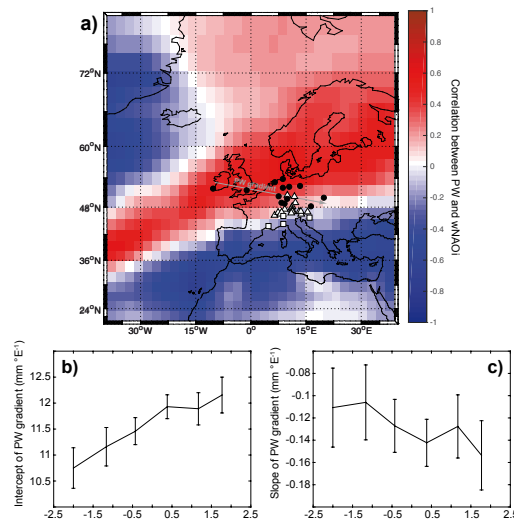 a)
72°N
60°N
48°N
36°N
24°N
30°W
15°W
0°
15°E
30°E
1
0.8
0.6
0.4
0.2
0
-0.2
-0.4
-0.6
-0.8
-1
Correlation between PW and wNAOi
b)
Intercept of PW gradient (mm °E⁻¹)
12.5
12
11.5
11
10.5
-2.5
-1.5
-0.5
0.5
1.5
2.5
c)
Slope of PW gradient (mm °E⁻¹)
-0.1
-0.12
-0.14
-0.16
-0.18
-2.5
-1.5
-0.5
0.5
1.5
2.5